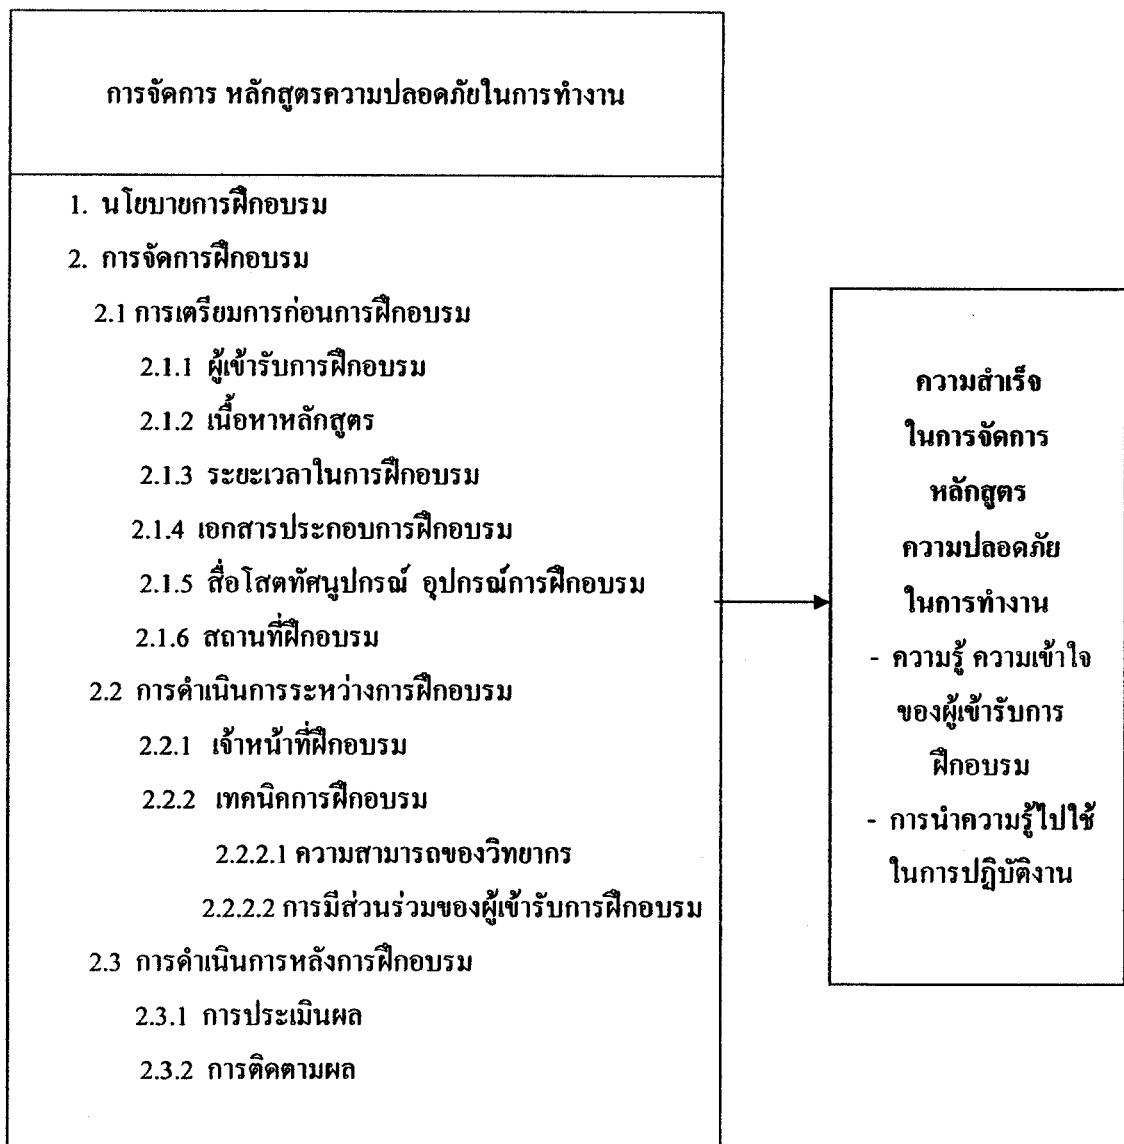 การจัดการ หลักสูตรความปลอดภัยในการทำงาน
1. นโยบายการฝึกอบรม
2. การจัดการฝึกอบรม
2.1 การเตรียมการก่อนการฝึกอบรม
2.1.1 ผู้เข้ารับการฝึกอบรม
2.1.2 เนื้อหาหลักสูตร
2.1.3 ระยะเวลาในการฝึกอบรม
2.1.4 เอกสารประกอบการฝึกอบรม
2.1.5 สื่อโสตทัศนูปกรณ์ อุปกรณ์การฝึกอบรม
2.1.6 สถานที่ฝึกอบรม
2.2 การดำเนินการระหว่างการฝึกอบรม
2.2.1 เจ้าหน้าที่ฝึกอบรม
2.2.2 เทคนิคการฝึกอบรม
2.2.2.1 ความสามารถของวิทยากร
2.2.2.2 การมีส่วนร่วมของผู้เข้ารับการฝึกอบรม
2.3 การดำเนินการหลังการฝึกอบรม
2.3.1 การประเมินผล
2.3.2 การติดตามผล
ความสำเร็จ
ในการจัดการ
หลักสูตร
ความปลอดภัย
ในการทำงาน
- ความรู้ ความเข้าใจ
ของผู้เข้ารับการ
ฝึกอบรม
- การนำความรู้ไปใช้
ในการปฏิบัติงาน